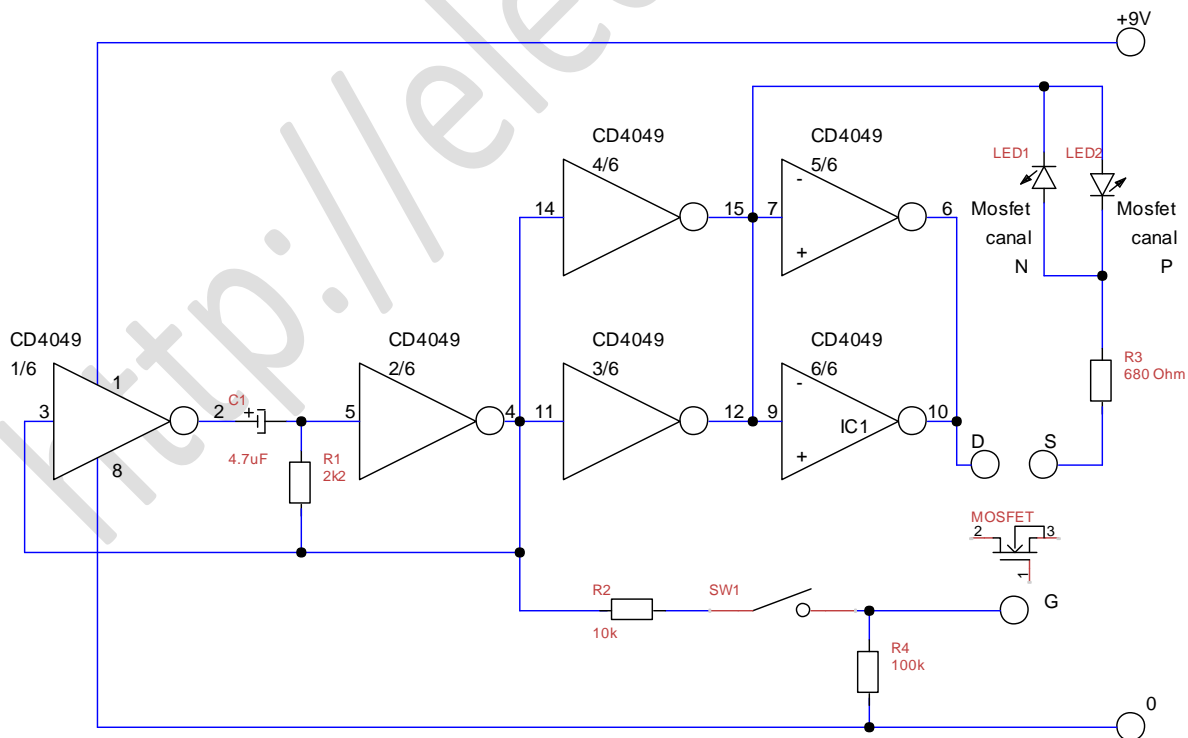 http://ele
+9V
CD4049
4/6
CD4049
5/6
LED1
LED2
14
15
7
-
+
6
Mosfet
canal
N
Mosfet
canal
P
CD4049
1/6
CD4049
2/6
CD4049
3/6
CD4049
6/6
R3
680 Ohm
1
3
2
C1
+
4.7uF
5
4
11
12
9
-
+
IC1
10
8
R1
2k2
D
S
MOSFET
2
3
1
R2
10k
SW1
G
R4
100k
0